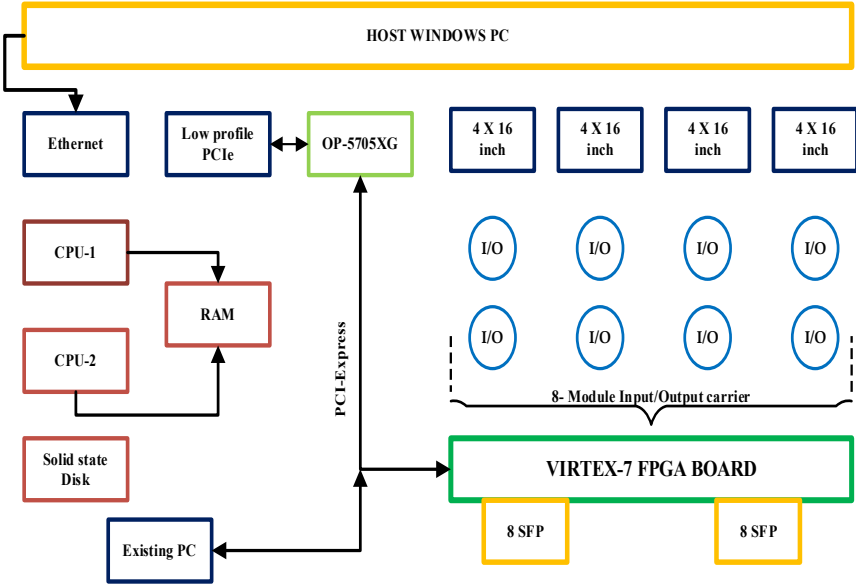 HOST WINDOWS PC
Ethernet
Low profile
PCIe
OP-5705XG
4 X 16
inch
4 X 16
inch
4 X 16
inch
4 X 16
inch
CPU-1
RAM
CPU-2
Solid state
Disk
Existing PC
PCI-Express
I/O
I/O
I/O
I/O
I/O
I/O
I/O
I/O
8- Module Input/Output carrier
VIRTEX-7 FPGA BOARD
8 SFP
8 SFP